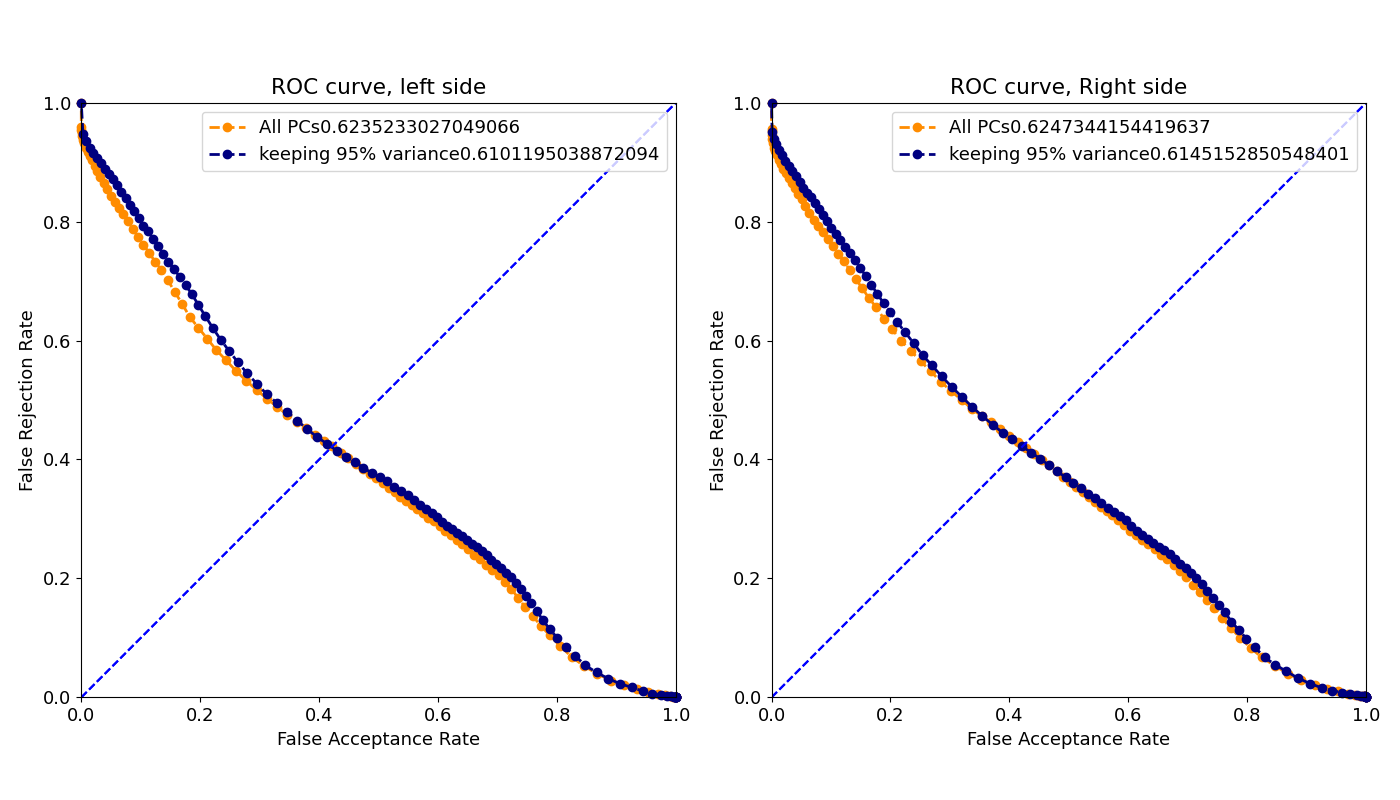 ROC curve, left side
1.0
0.8
0.6
0.4
0.2
0.0
False Rejection Rate
All PCs0.6235233027049066
keeping 95% variance0.6101195038872094
0.0 0.2 0.4 0.6 0.8 1.0
False Acceptance Rate
ROC curve, Right side
1.0
0.8
0.6
0.4
0.2
0.0
False Rejection Rate
All PCs0.6247344154419637
keeping 95% variance0.6145152850548401
0.0 0.2 0.4 0.6 0.8 1.0
False Acceptance Rate